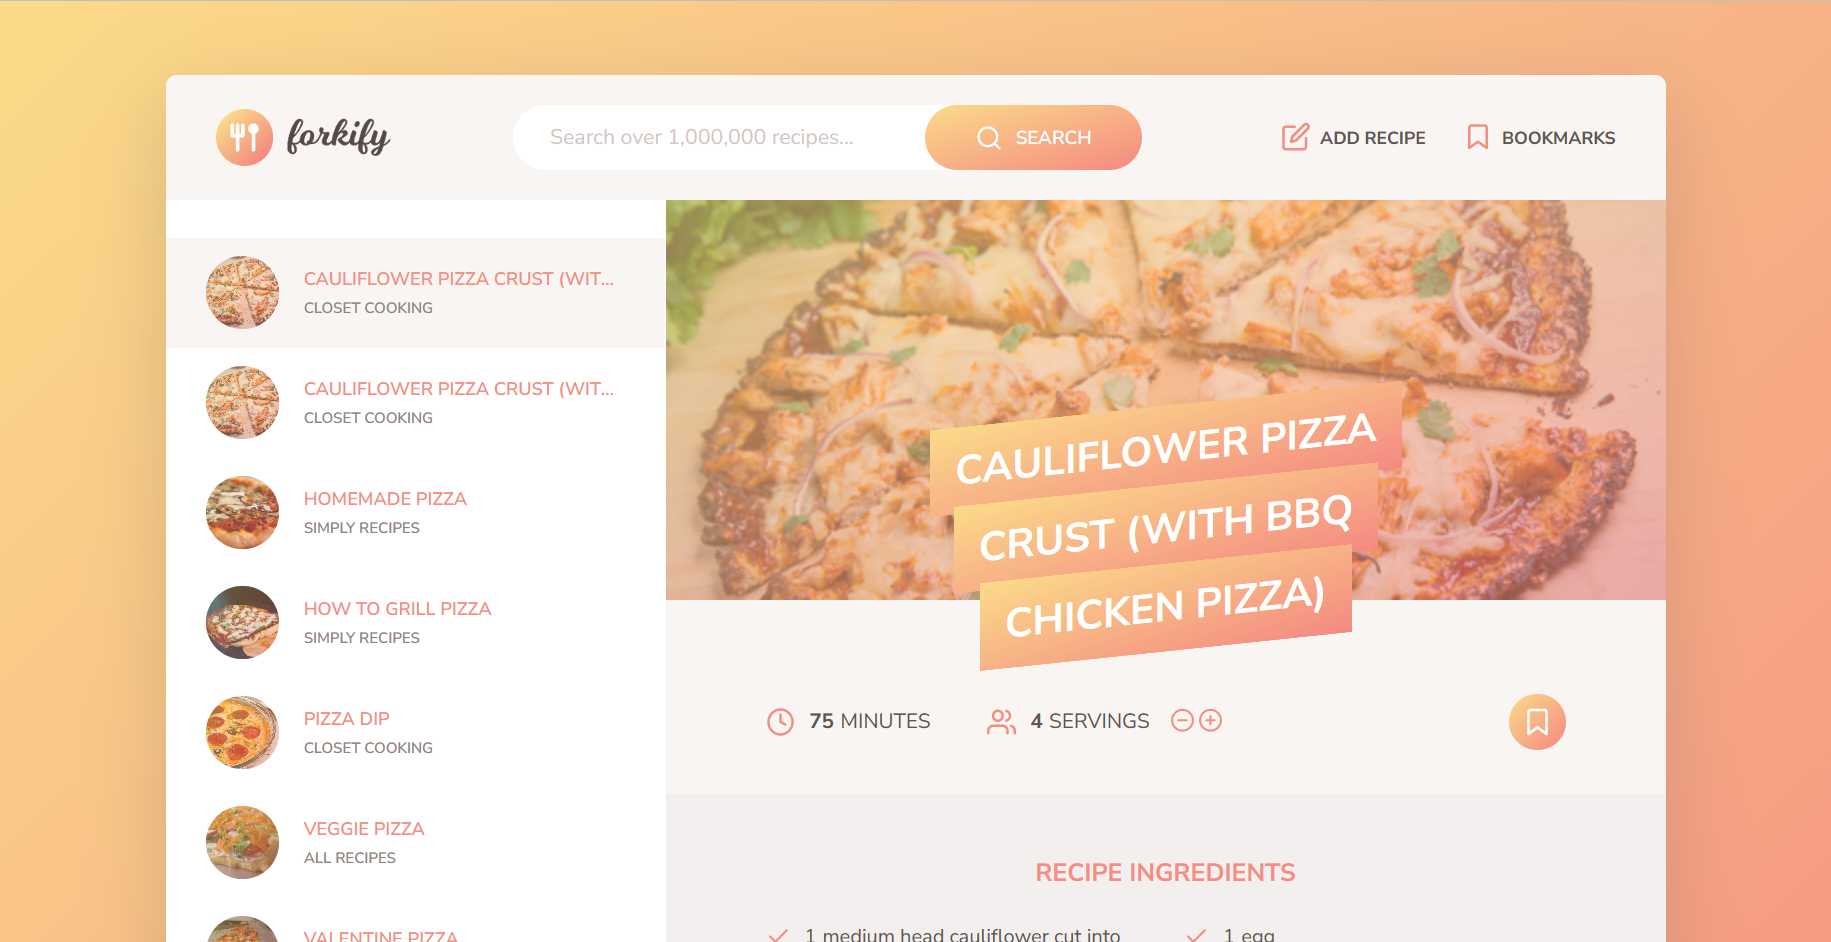 forkify
Search over 1,000,000 recipes...
SEARCH
ADD RECIPE
BOOKMARKS
CAULIFLOWER PIZZA CRUST (WIT...
CLOSET COOKING
CAULIFLOWER PIZZA CRUST (WIT...
CLOSET COOKING
HOMEMADE PIZZA
SIMPLY RECIPES
HOW TO GRILL PIZZA
SIMPLY RECIPES
PIZZA DIP
CLOSET COOKING
VEGGIE PIZZA
ALL RECIPES
VALENTINE PIZZA
CAULIFLOWER PIZZA
CRUST (WITH BBQ
CHICKEN PIZZA)
75 MINUTES
4 SERVINGS
RECIPE INGREDIENTS
1 medium head cauliflower cut into
1 egg